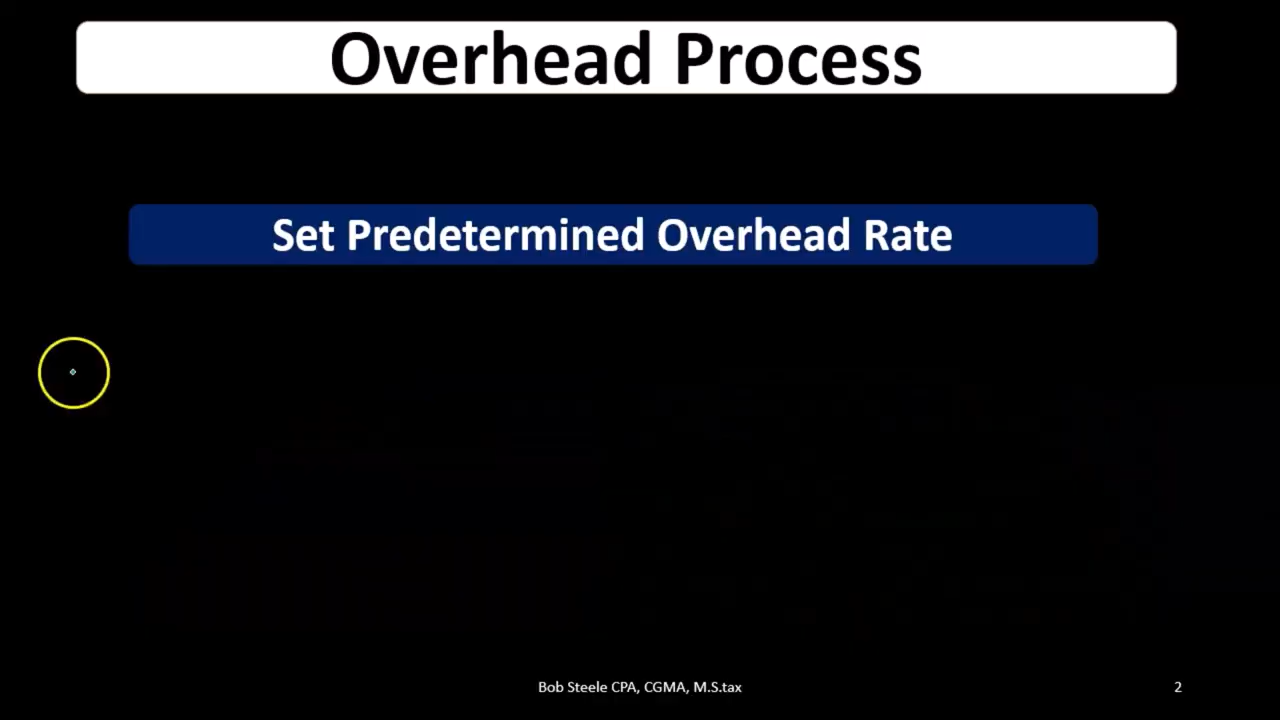 Overhead Process
Set Predetermined Overhead Rate
Bob Steele CPA, CGMA, M.S.tax
2